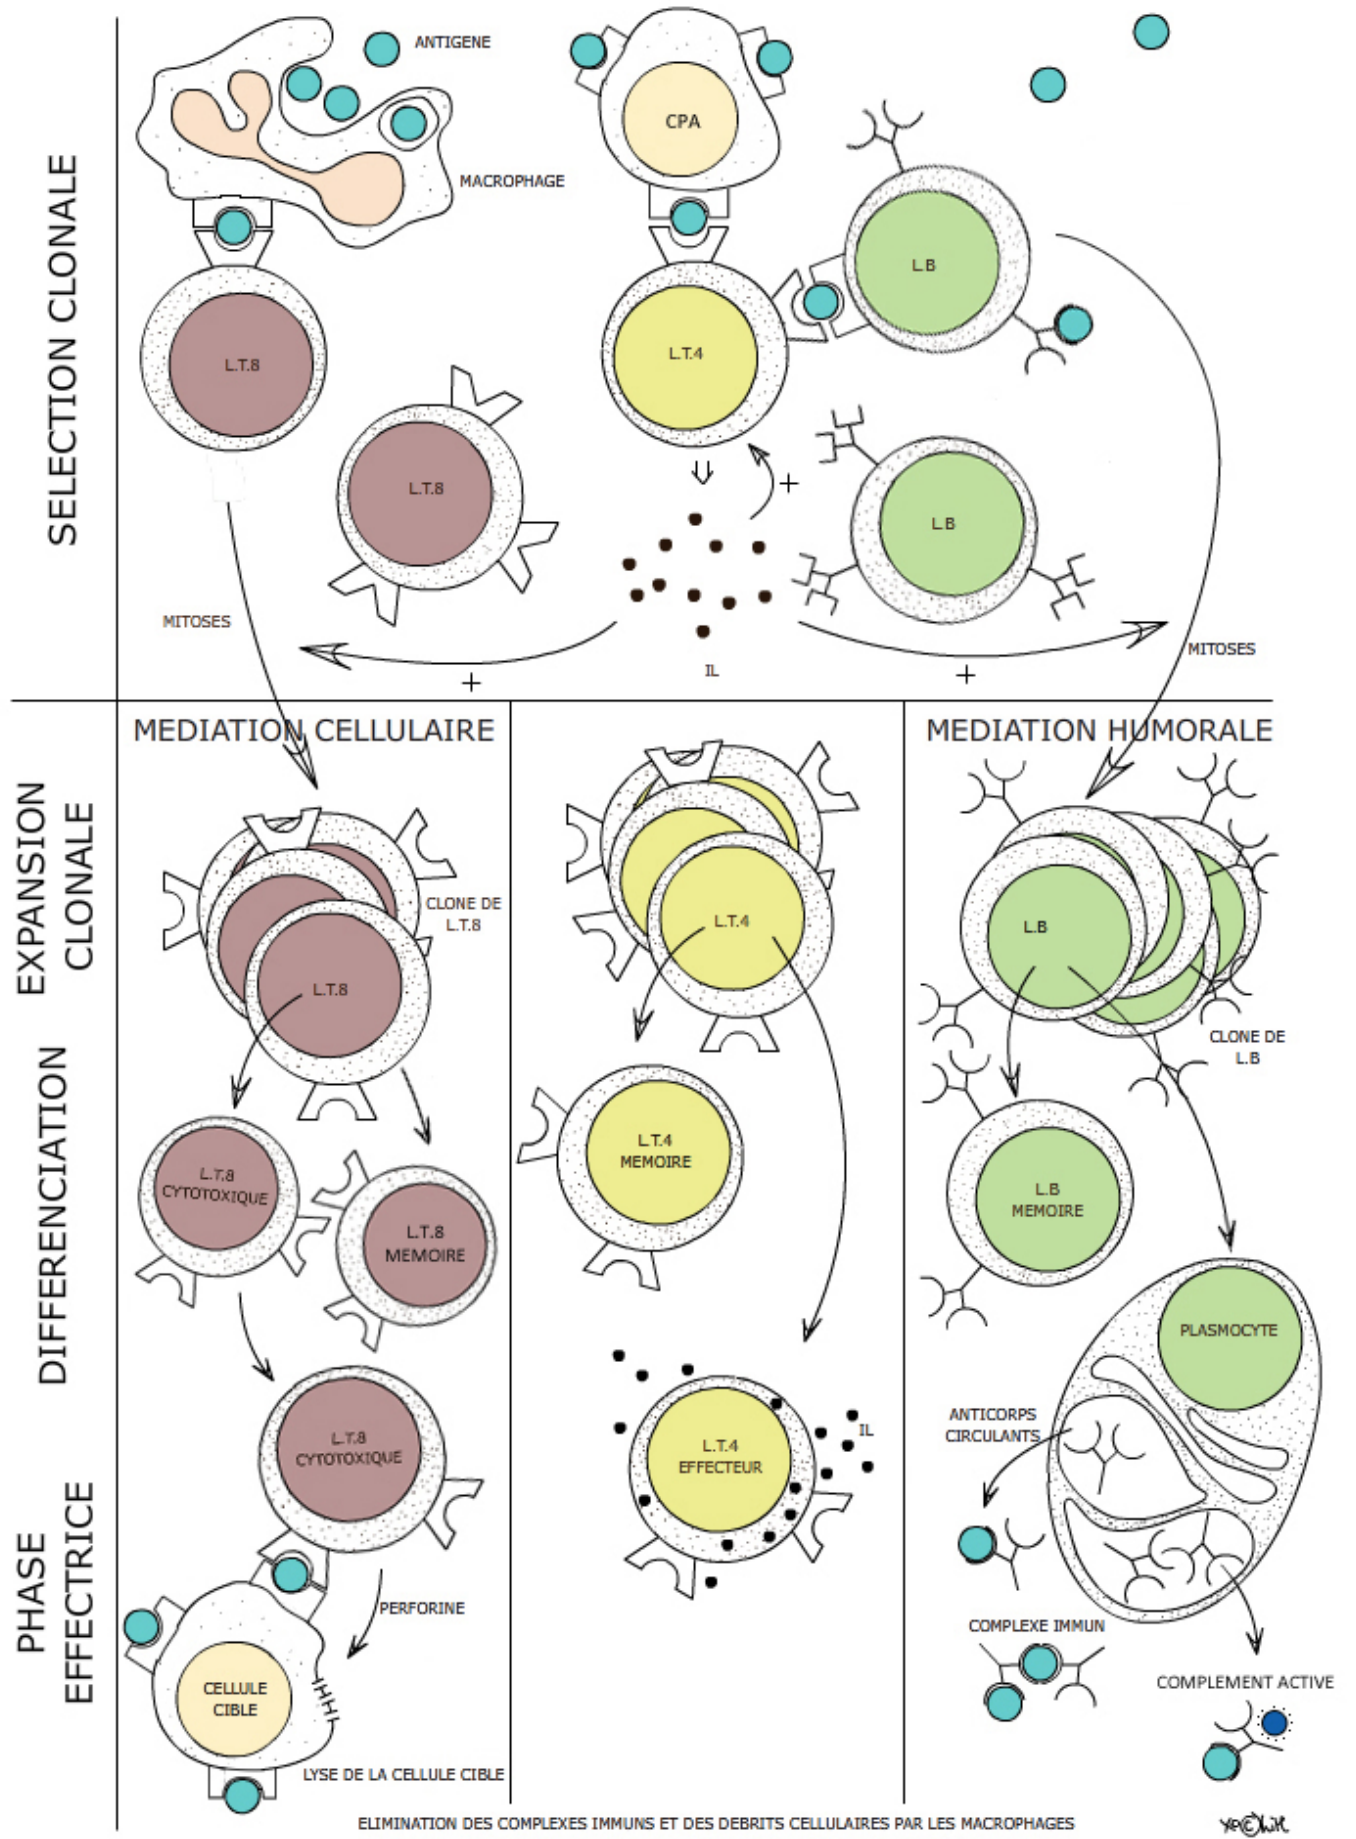 ANTIGENE
CPA
MACROPHAGE
L.B
L.T.8
L.T.4
L.T.8
L.B
SELECTION CLONALE
MITOSES
+
IL
+
+
MITOSES
MEDIATION CELLULAIRE
MEDIATION HUMORALE
EXPANSION
CLONALE
CLONE DE
L.T.8
L.T.8
L.T.4
L.B
CLONE DE
L.B
DIFFERENCIATION
L.T.8
CYTOTOXIQUE
L.T.8
MEMOIRE
L.T.4
MEMOIRE
L.B
MEMOIRE
PLASMOCYTE
PHASE
EFFECTRICE
L.T.8
CYTOTOXIQUE
L.T.4
EFFECTEUR
IL
ANTICORPS
CIRCULANTS
PERFORINE
CELLULE
CIBLE
LYSE DE LA CELLULE CIBLE
COMPLEXE IMMUN
COMPLEMENT ACTIVE
ELIMINATION DES COMPLEXES IMMUNS ET DES DEBRITS CELLULAIRES PAR LES MACROPHAGES